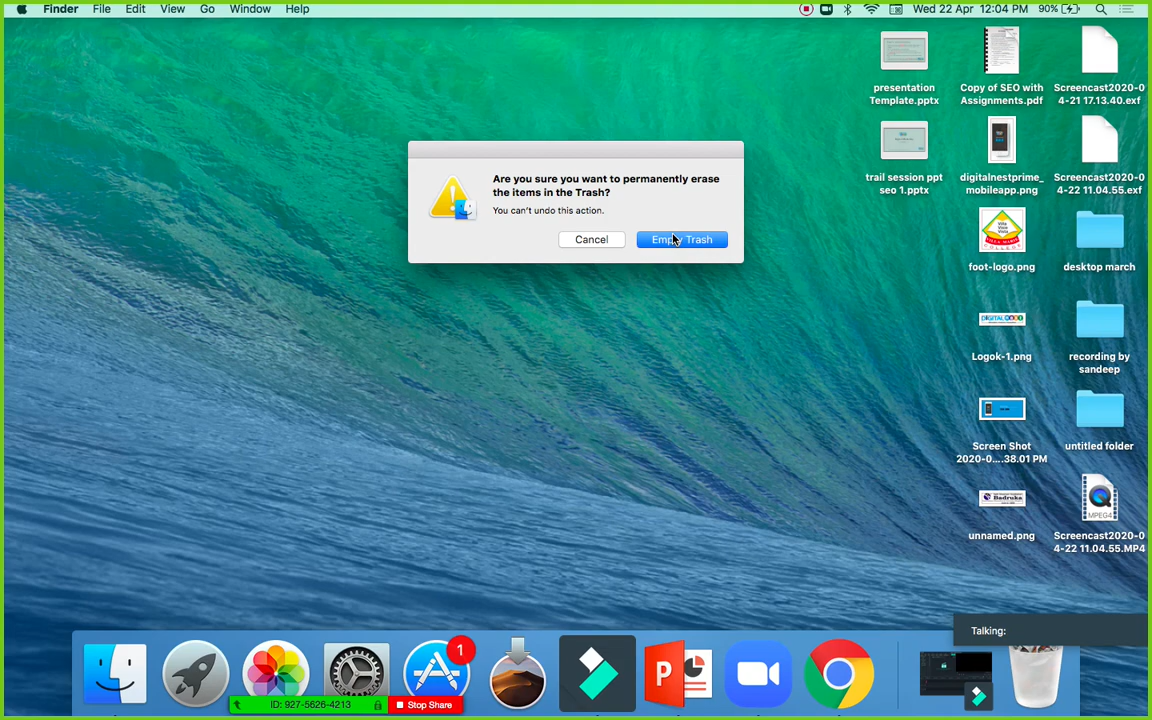 Finder File Edit View Go Window Help
Wed 22 Apr 12:04 PM 90%
presentation
Template.pptx
Copy of SEO with
Assignments.pdf
Screencast2020-0
4-21 17.13.40.exf
trail session ppt
seo 1.pptx
digitalnestprime_
mobileapp.png
Screencast2020-0
4-22 11.04.55.exf
foot-logo.png
desktop march
Logok-1.png
recording by
sandeep
Screen Shot
2020-0....38.01 PM
untitled folder
unnamed.png
MPEG4
Screencast2020-0
4-22 11.04.55.MP4
Are you sure you want to permanently erase
the items in the Trash?
You can't undo this action.
Cancel
Empty Trash
Talking:
1
P
ID: 927-5626-4213
Stop Share